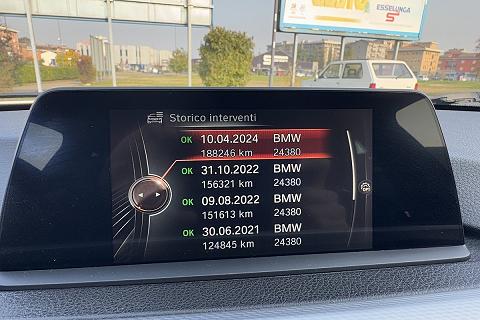 ESSELUNGA
S
Storico interventi
OK 10.04.2024 BMW
188246 km 24380
OK 31.10.2022 BMW
156321 km 24380
OK 09.08.2022 BMW
151613 km 24380
OK 30.06.2021 BMW
124845 km 24380